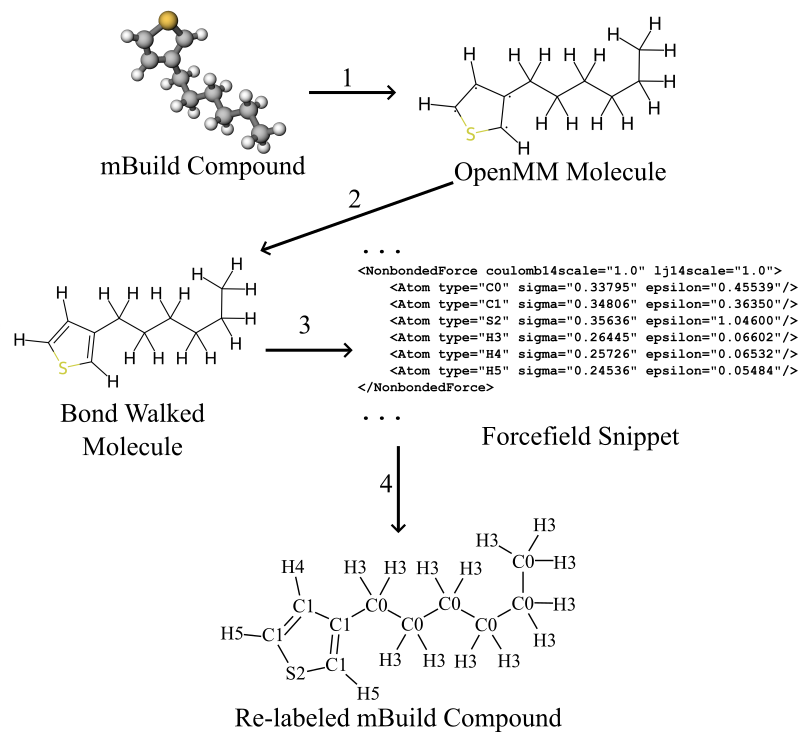 1
mBuild Compound
H H H H H H H H H H H H H H H H S
OpenMM Molecule
2
. . .
<NonbondedForce coulomb14scale="1.0" lj14scale="1.0">
<Atom type="C0" sigma="0.33795" epsilon="0.45539"/>
<Atom type="C1" sigma="0.34806" epsilon="0.36350"/>
<Atom type="S2" sigma="0.35636" epsilon="1.04600"/>
<Atom type="H3" sigma="0.26445" epsilon="0.06602"/>
<Atom type="H4" sigma="0.25726" epsilon="0.06532"/>
<Atom type="H5" sigma="0.24536" epsilon="0.05484"/>
</NonbondedForce>
. . .
Forcefield Snippet
H H H H H H H H H H H H H H H H S
Bond Walked
Molecule
3
4
H3
H3 C0 H3
H4 H3 H3 H3 H3
C1 C0 C0 C0 H3
H5 C1 C1 C0 C0 H3
S2 C1 H3 H3 H3 H3
H5
Re-labeled mBuild Compound